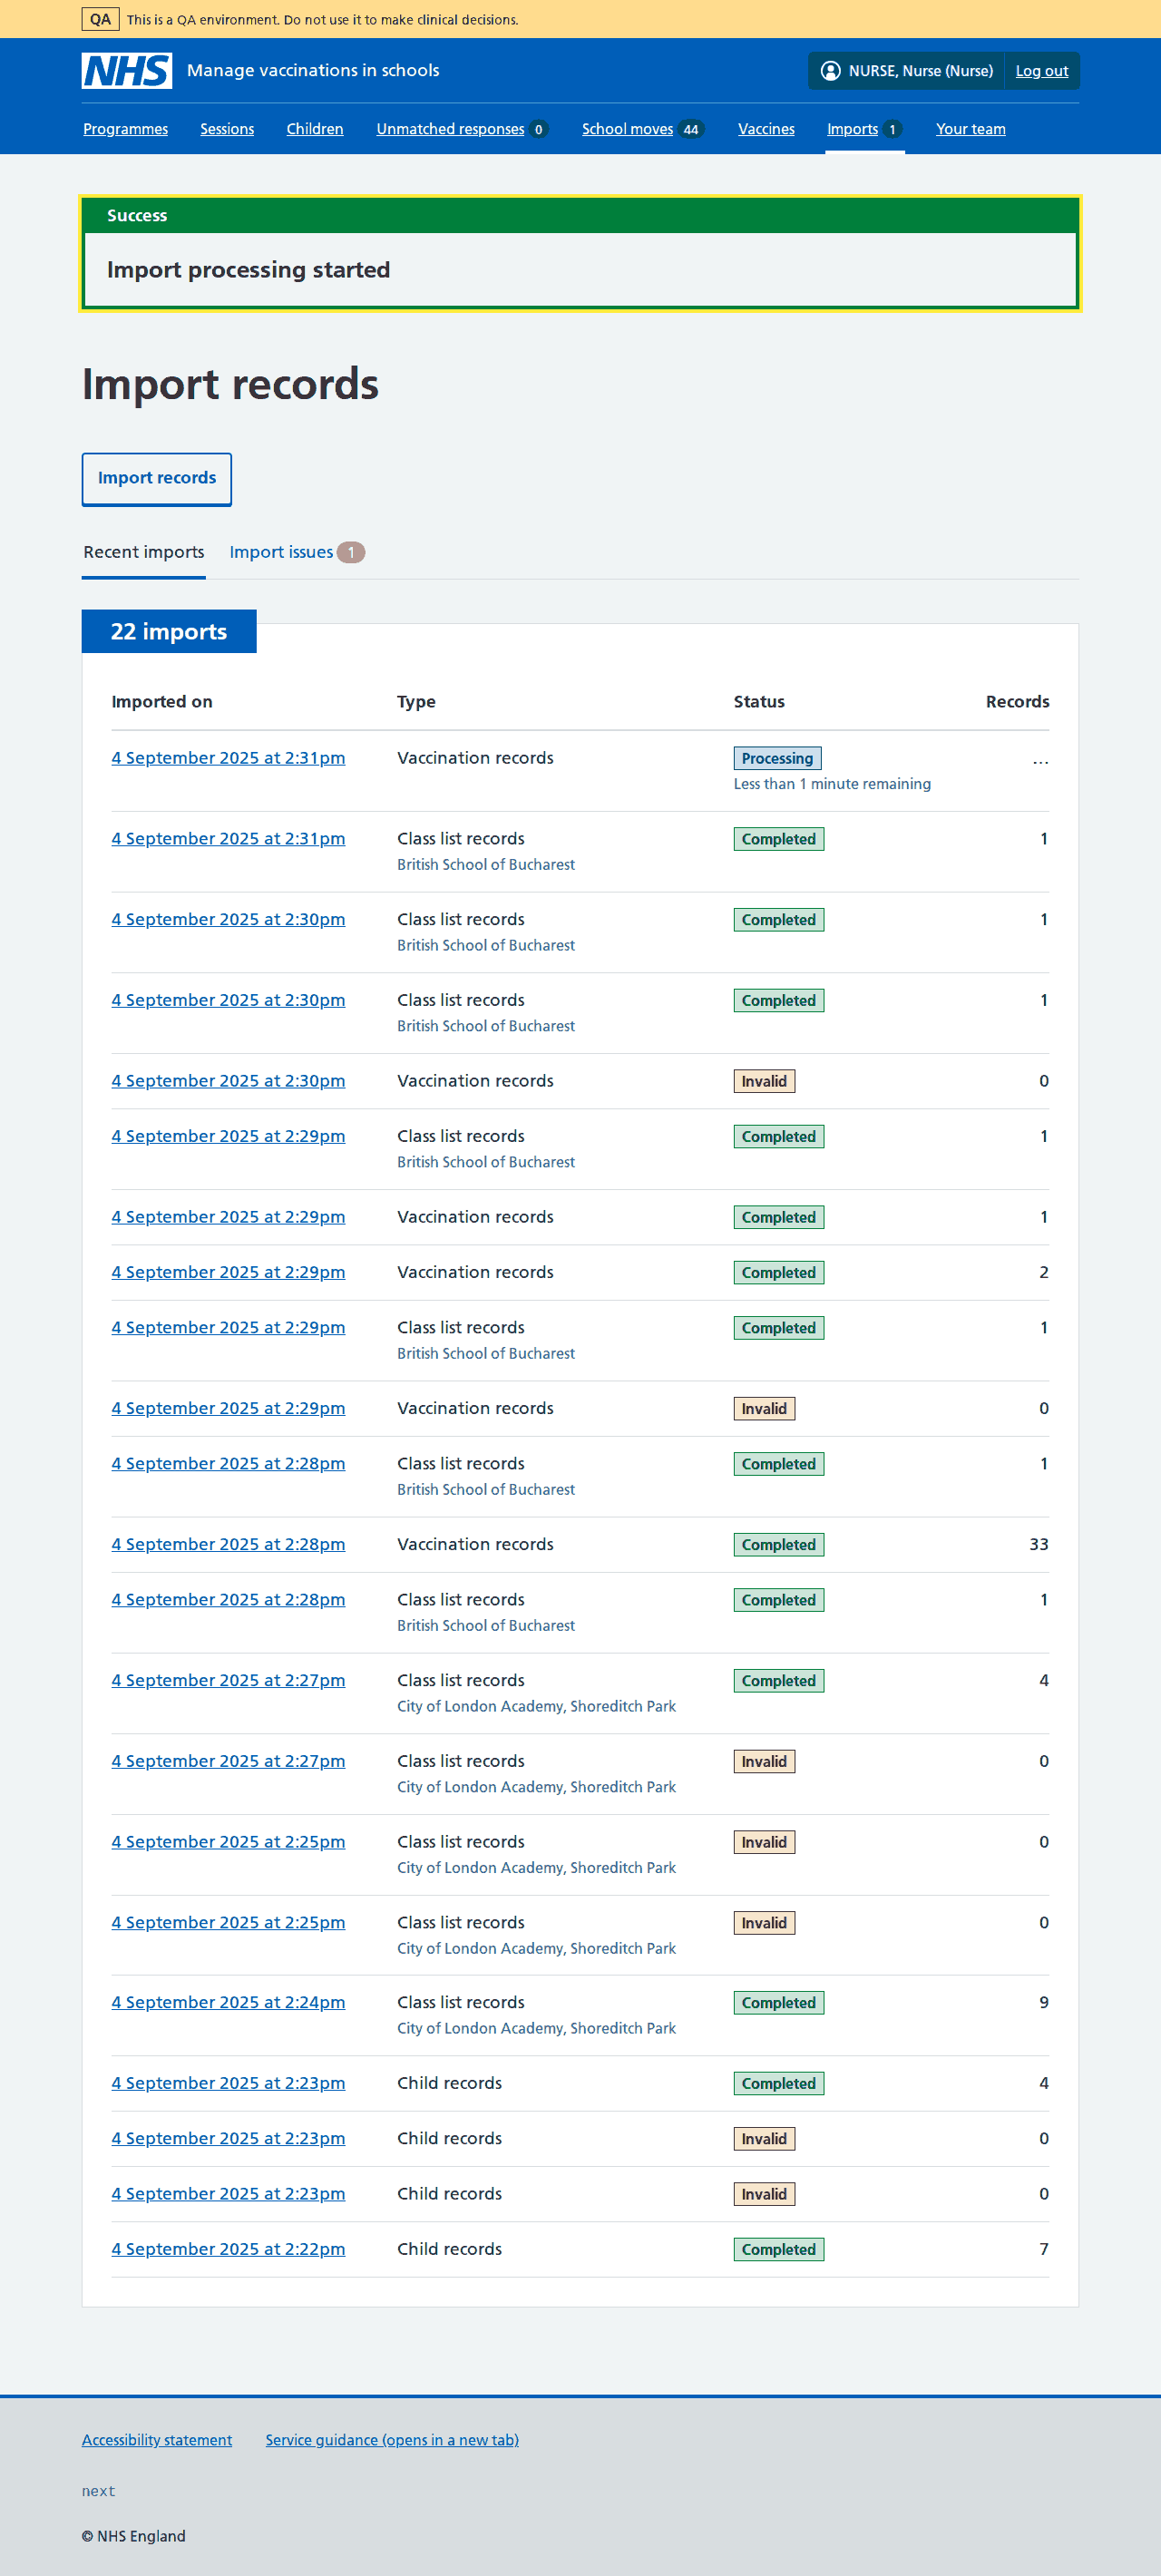 QA This is a QA environment. Do not use it to make clinical decisions.
NHS Manage vaccinations in schools NURSE, Nurse (Nurse) Log out
Programmes Sessions Children Unmatched responses 0 School moves 44 Vaccines Imports 1 Your team
Success
Import processing started
Import records
Import records
Recent imports Import issues 1
22 imports
Imported on Type Status Records
4 September 2025 at 2:31pm Vaccination records Processing ...
Less than 1 minute remaining
4 September 2025 at 2:31pm Class list records Completed 1
British School of Bucharest
4 September 2025 at 2:30pm Class list records Completed 1
British School of Bucharest
4 September 2025 at 2:30pm Class list records Completed 1
British School of Bucharest
4 September 2025 at 2:30pm Vaccination records Invalid 0
4 September 2025 at 2:29pm Class list records Completed 1
British School of Bucharest
4 September 2025 at 2:29pm Vaccination records Completed 1
4 September 2025 at 2:29pm Vaccination records Completed 2
4 September 2025 at 2:29pm Class list records Completed 1
British School of Bucharest
4 September 2025 at 2:29pm Vaccination records Invalid 0
4 September 2025 at 2:28pm Class list records Completed 1
British School of Bucharest
4 September 2025 at 2:28pm Vaccination records Completed 33
4 September 2025 at 2:28pm Class list records Completed 1
British School of Bucharest
4 September 2025 at 2:27pm Class list records Completed 4
City of London Academy, Shoreditch Park
4 September 2025 at 2:27pm Class list records Invalid 0
City of London Academy, Shoreditch Park
4 September 2025 at 2:25pm Class list records Invalid 0
City of London Academy, Shoreditch Park
4 September 2025 at 2:25pm Class list records Invalid 0
City of London Academy, Shoreditch Park
4 September 2025 at 2:24pm Class list records Completed 9
City of London Academy, Shoreditch Park
4 September 2025 at 2:23pm Child records Completed 4
4 September 2025 at 2:23pm Child records Invalid 0
4 September 2025 at 2:23pm Child records Invalid 0
4 September 2025 at 2:22pm Child records Completed 7
Accessibility statement Service guidance (opens in a new tab)
next
© NHS England